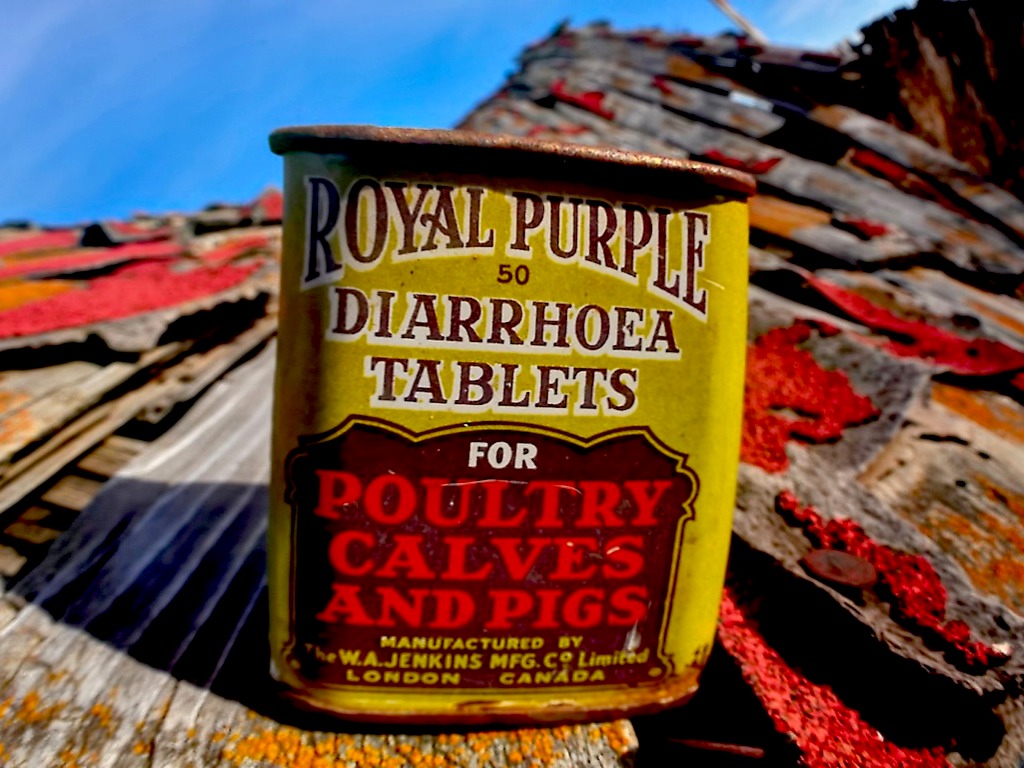 ROYAL PURPLE
50
DIARRHOEA
TABLETS
FOR
POULTRY
CALVES
AND PIGS
MANUFACTURED BY
The W.A. JENKINS MFG. Co Limited
LONDON CANADA